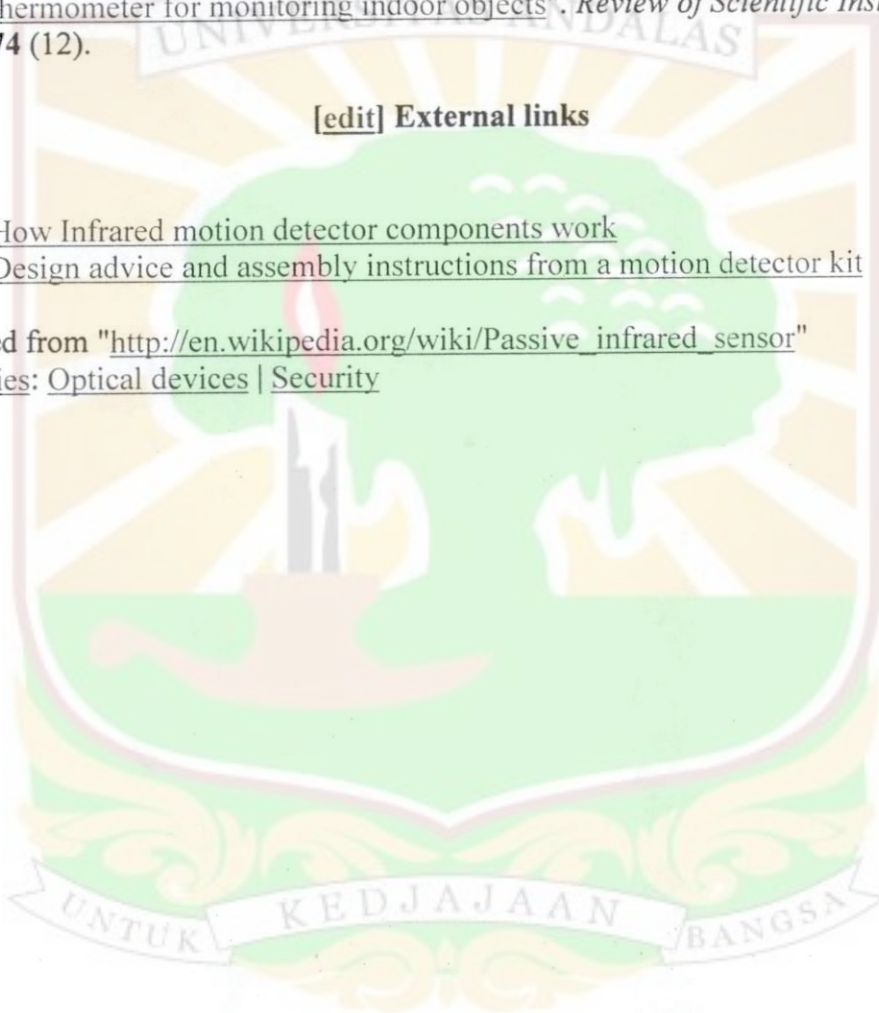 hermometer for monitoring indoor objects". Review of Scientific Inst
74 (12).
UNIVERSITAS ANDALAS
[edit] External links
How Infrared motion detector components work
Design advice and assembly instructions from a motion detector kit
d from "http://en.wikipedia.org/wiki/Passive_infrared_sensor"
ies: Optical devices | Security
UNTUK KEDJAJAAN BANGSA